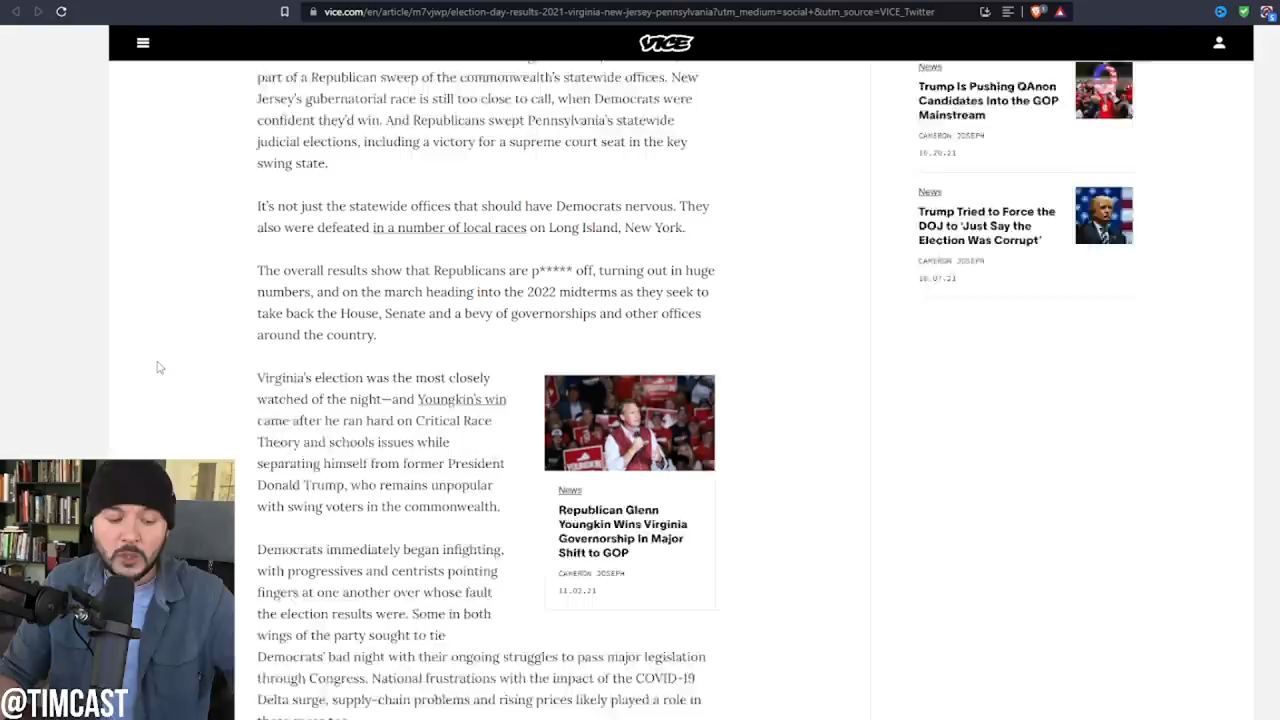 vice.com/en/article/m7vjwp/election-day-results-2021-virginia-new-jersey-pennsylvania?utm_medium=social+&utm_source=VICE_Twitter
VICE
part of a Republican sweep of the commonwealth's statewide offices. New
Jersey's gubernatorial race is still too close to call, when Democrats were
confident they'd win. And Republicans swept Pennsylvania's statewide
judicial elections, including a victory for a supreme court seat in the key
swing state.
It's not just the statewide offices that should have Democrats nervous. They
also were defeated in a number of local races on Long Island, New York.
The overall results show that Republicans are p***** off, turning out in huge
numbers, and on the march heading into the 2022 midterms as they seek to
take back the House, Senate and a bevy of governorships and other offices
around the country.
Virginia's election was the most closely
watched of the night—and Youngkin's win
came after he ran hard on Critical Race
Theory and schools issues while
separating himself from former President
Donald Trump, who remains unpopular
with swing voters in the commonwealth.
Democrats immediately began infighting,
with progressives and centrists pointing
fingers at one another over whose fault
the election results were. Some in both
wings of the party sought to tie
Democrats' bad night with their ongoing struggles to pass major legislation
through Congress. National frustrations with the impact of the COVID-19
Delta surge, supply-chain problems and rising prices likely played a role in
News
Republican Glenn
Youngkin Wins Virginia
Governorship In Major
Shift to GOP
CAMERON JOSEPH
11.02.21
News
Trump Is Pushing QAnon
Candidates Into the GOP
Mainstream
CAMERON JOSEPH
10.20.21
News
Trump Tried to Force the
DOJ to 'Just Say the
Election Was Corrupt'
CAMERON JOSEPH
10.07.21
@TIMCAST